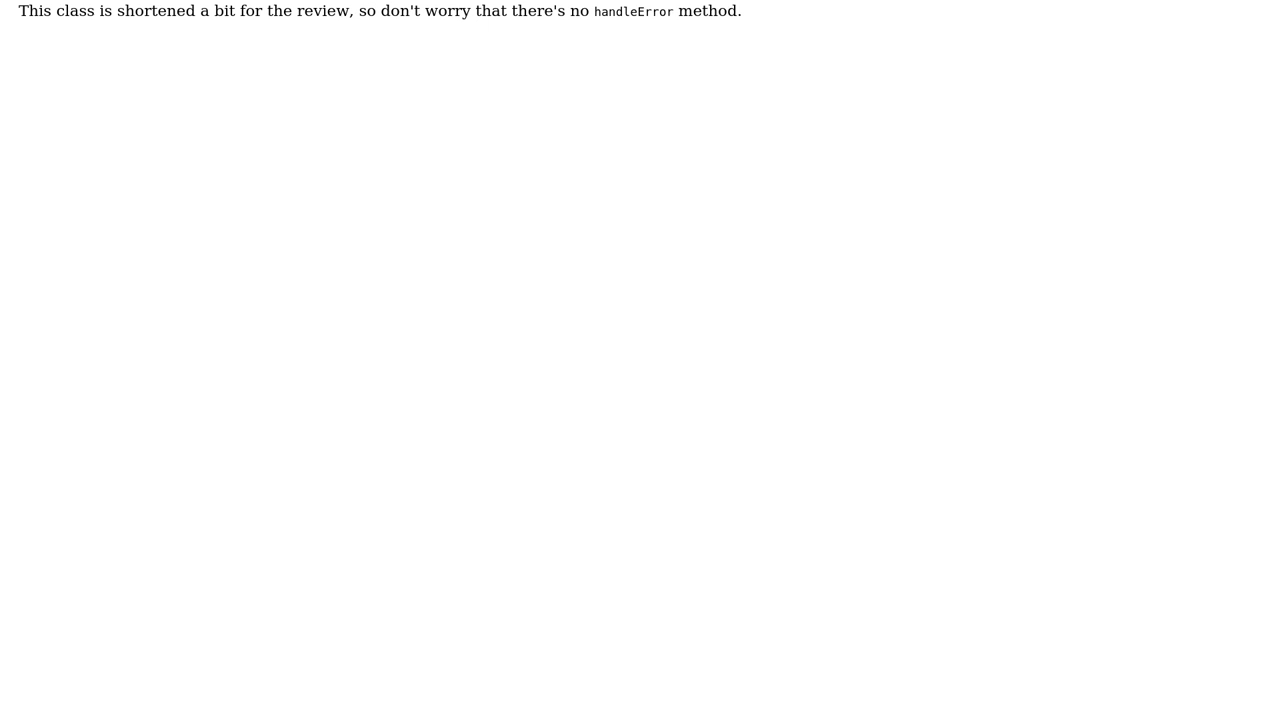 This class is shortened a bit for the review, so don't worry that there's no handleError method.